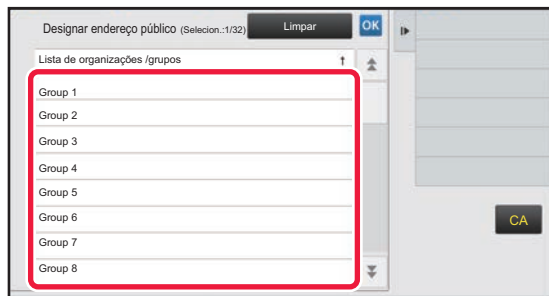 Designar endereço público (Selecion.:1/32) Limpar OK
Lista de organizações /grupos ↑
Group 1
Group 2
Group 3
Group 4
Group 5
Group 6
Group 7
Group 8
CA